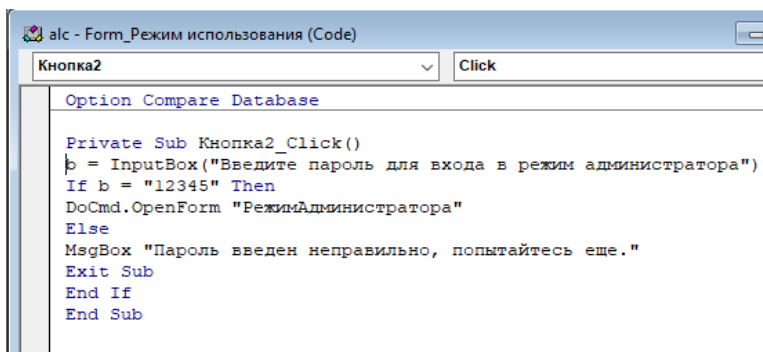 alc - Form_Режим использования (Code)
Кнопка2 Click
Option Compare Database
Private Sub Кнопка2_Click()
b = InputBox("Введите пароль для входа в режим администратора")
If b = "12345" Then
DoCmd.OpenForm "РежимАдминистратора"
Else
MsgBox "Пароль введен неправильно, попытайтесь еще."
Exit Sub
End If
End Sub